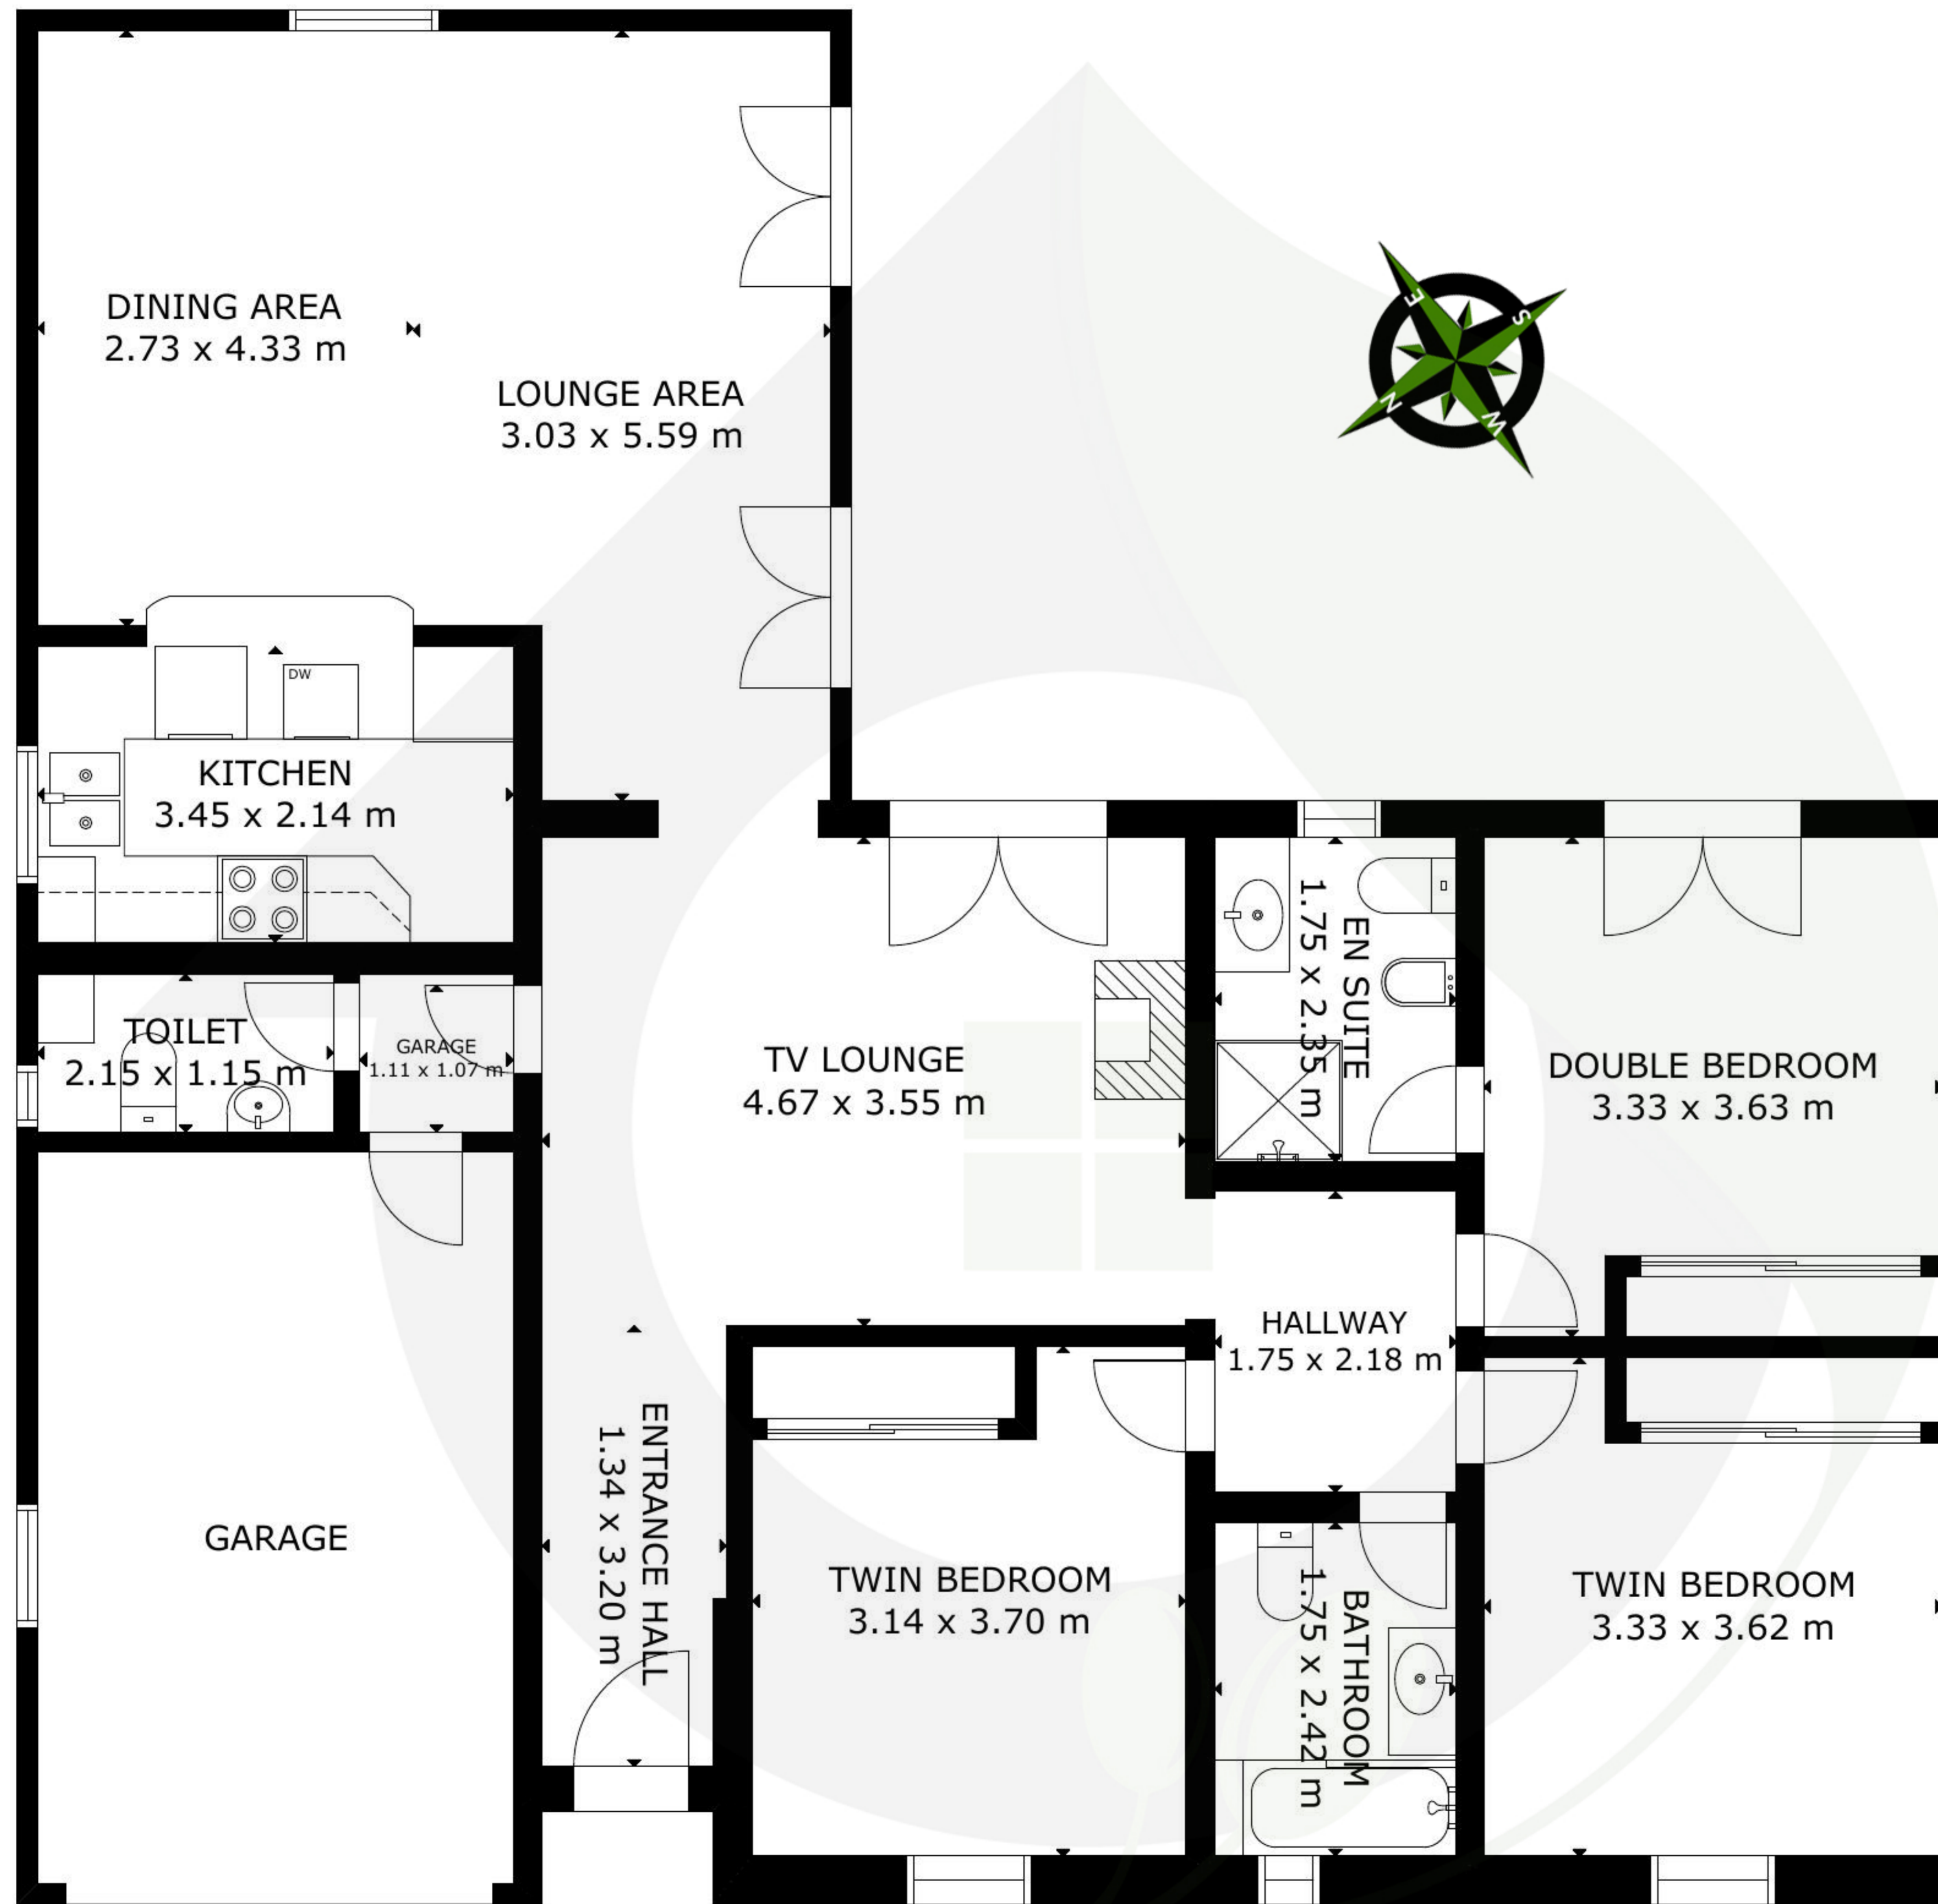 DINING AREA
2.73 x 4.33 m
LOUNGE AREA
3.03 x 5.59 m
E
S
N
W
DW
KITCHEN
3.45 x 2.14 m
TOILET
2.15 x 1.15 m
GARAGE
1.11 x 1.07 m
TV LOUNGE
4.67 x 3.55 m
EN SUITE
1.75 x 2.35 m
DOUBLE BEDROOM
3.33 x 3.63 m
HALLWAY
1.75 x 2.18 m
GARAGE
ENTRANCE HALL
1.34 x 3.20 m
TWIN BEDROOM
3.14 x 3.70 m
BATHROOM
1.75 x 2.42 m
TWIN BEDROOM
3.33 x 3.62 m